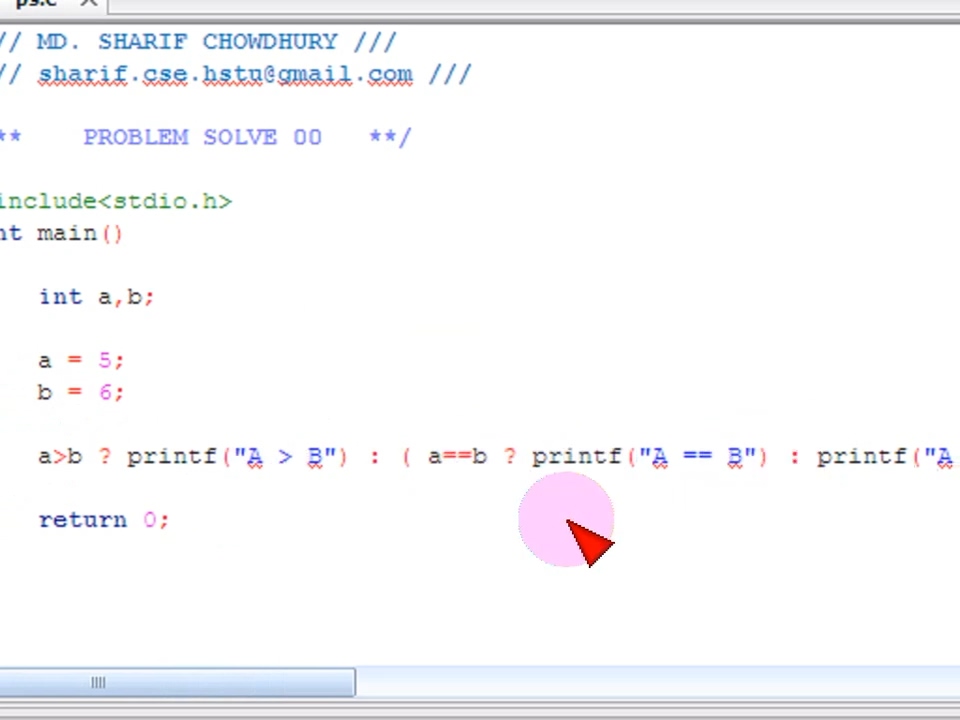 ps.c
// MD. SHARIF CHOWDHURY ///
// sharif.cse.hstu@gmail.com ///
** PROBLEM SOLVE 00 **/
include<stdio.h>
nt main()
int a,b;
a = 5;
b = 6;
a>b ? printf("A > B") : ( a==b ? printf("A == B") : printf("A
return 0;